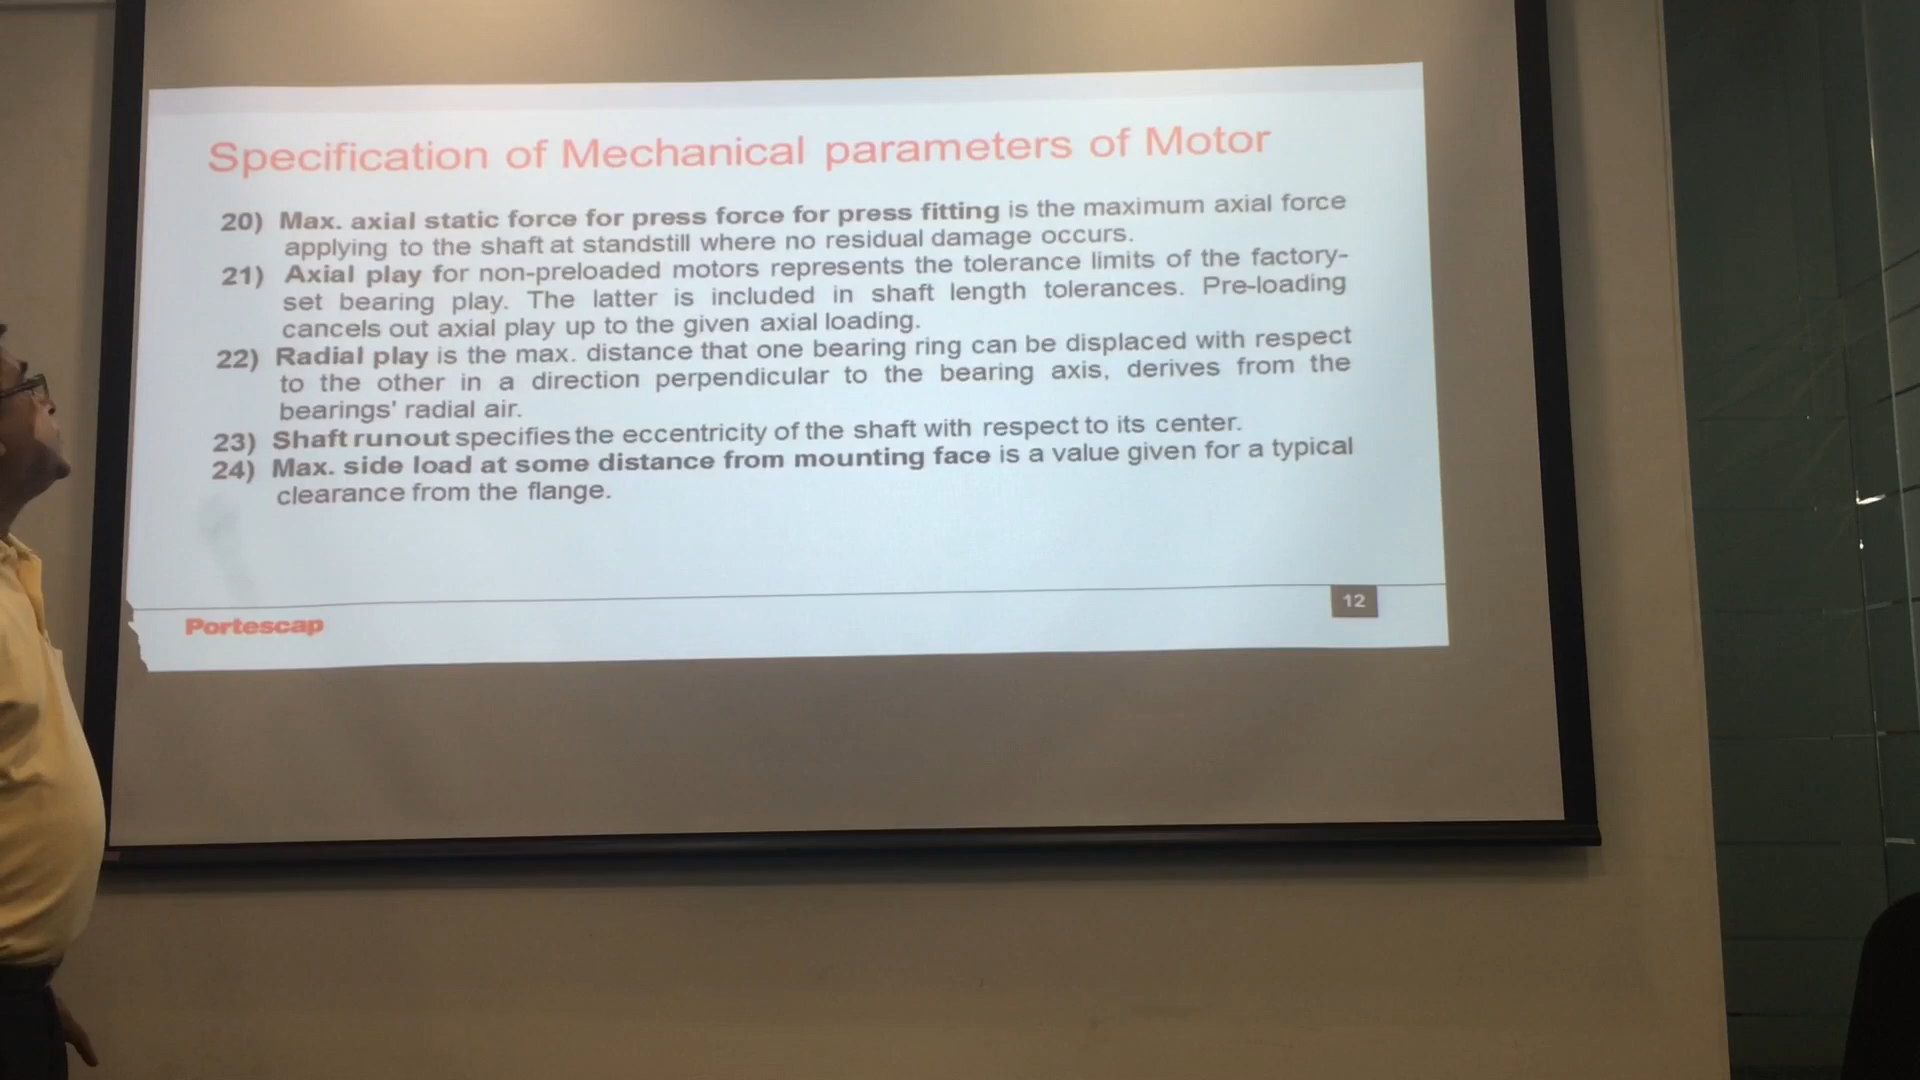 Specification of Mechanical parameters of Motor
20) Max. axial static force for press force for press fitting is the maximum axial force
applying to the shaft at standstill where no residual damage occurs.
21) Axial play for non-preloaded motors represents the tolerance limits of the factory-
set bearing play. The latter is included in shaft length tolerances. Pre-loading
cancels out axial play up to the given axial loading.
22) Radial play is the max. distance that one bearing ring can be displaced with respect
to the other in a direction perpendicular to the bearing axis, derives from the
bearings' radial air.
23) Shaft runout specifies the eccentricity of the shaft with respect to its center.
24) Max. side load at some distance from mounting face is a value given for a typical
clearance from the flange.
12
Portescap